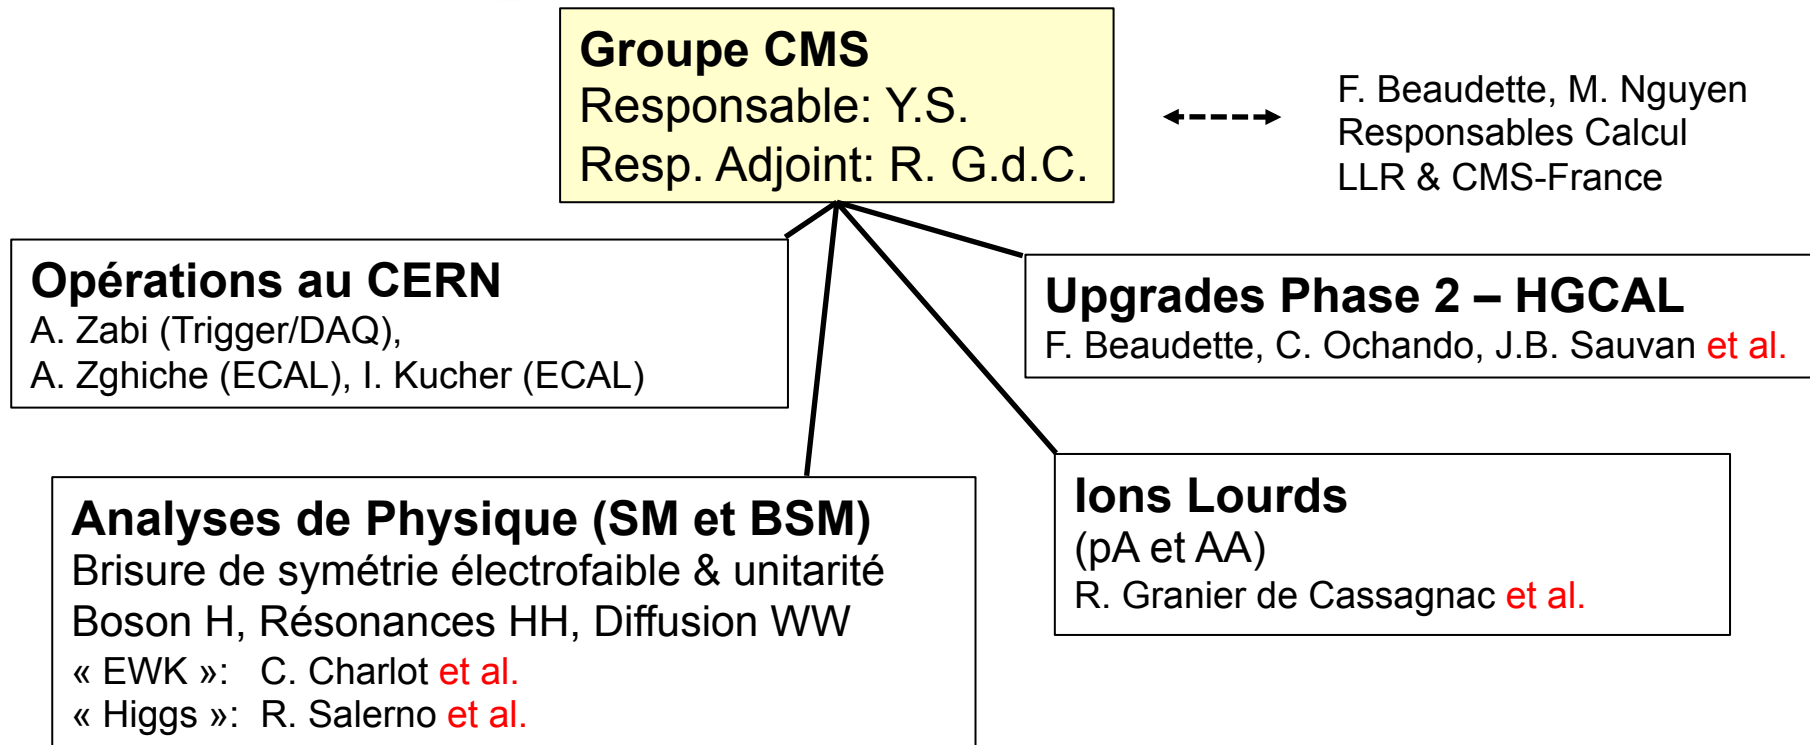 Groupe CMS
Responsable: Y.S.
Resp. Adjoint: R. G.d.C.
F. Beaudette, M. Nguyen
Responsables Calcul
LLR & CMS-France
Opérations au CERN
A. Zabi (Trigger/DAQ),
A. Zghiche (ECAL), I. Kucher (ECAL)
Upgrades Phase 2 – HGCAL
F. Beaudette, C. Ochando, J.B. Sauvan et al.
Analyses de Physique (SM et BSM)
Brisure de symétrie électrofaible & unitarité
Boson H, Résonances HH, Diffusion WW
« EWK »: C. Charlot et al.
« Higgs »: R. Salerno et al.
Ions Lourds
(pA et AA)
R. Granier de Cassagnac et al.